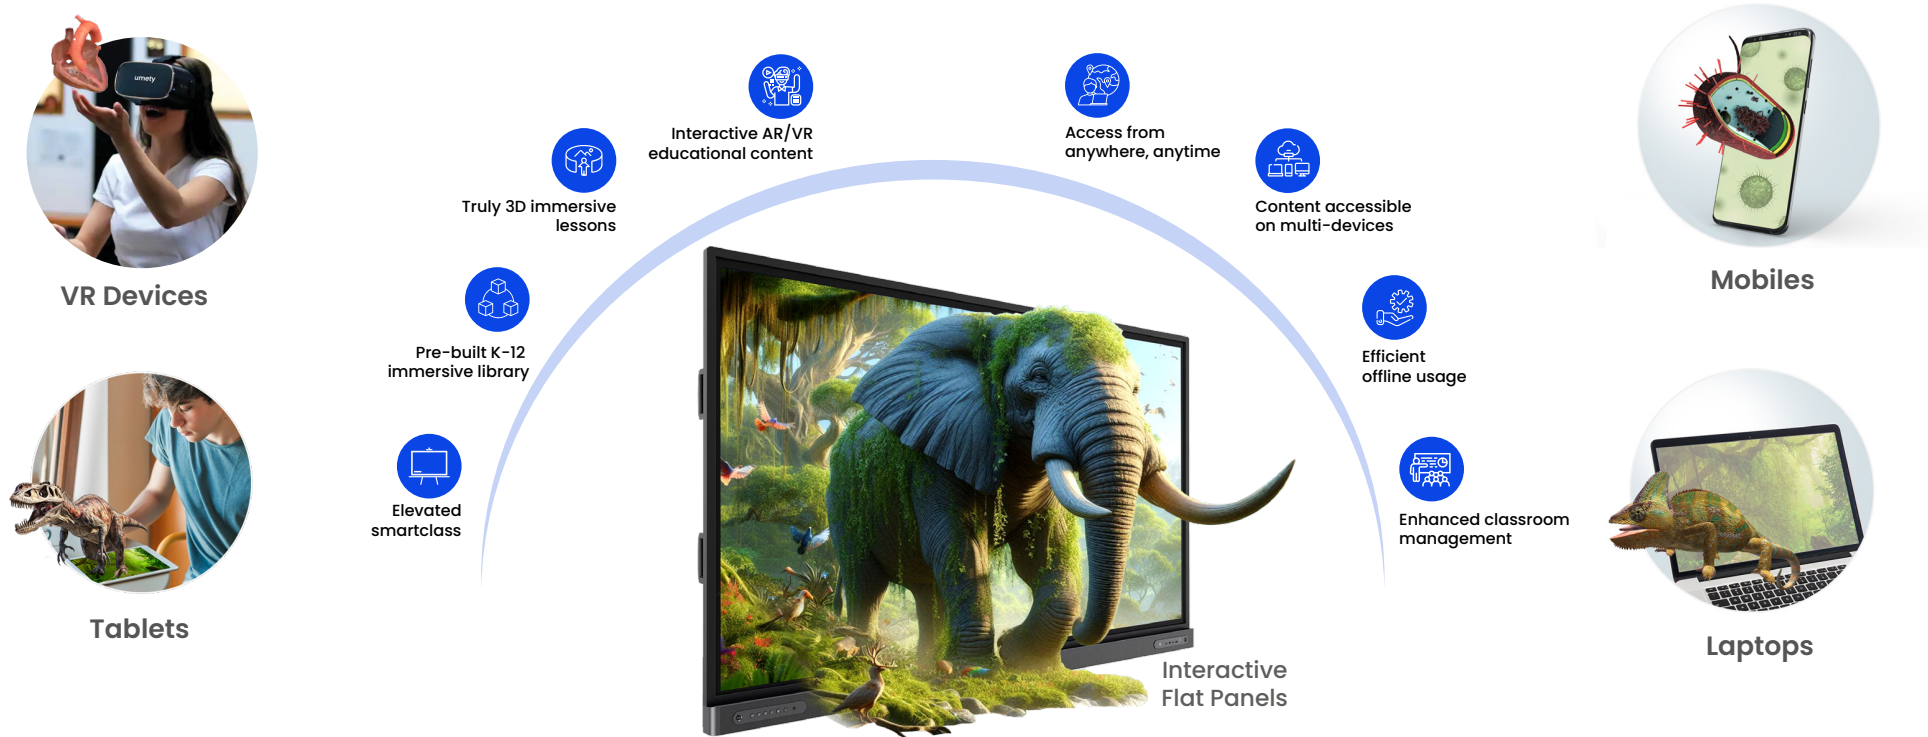 umety
VR Devices
Tablets
Interactive AR/VR
educational content
Truly 3D immersive
lessons
Pre-built K-12
immersive library
Elevated
smartclass
Access from
anywhere, anytime
Content accessible
on multi-devices
Efficient
offline usage
Enhanced classroom
management
Interactive
Flat Panels
Mobiles
Laptops